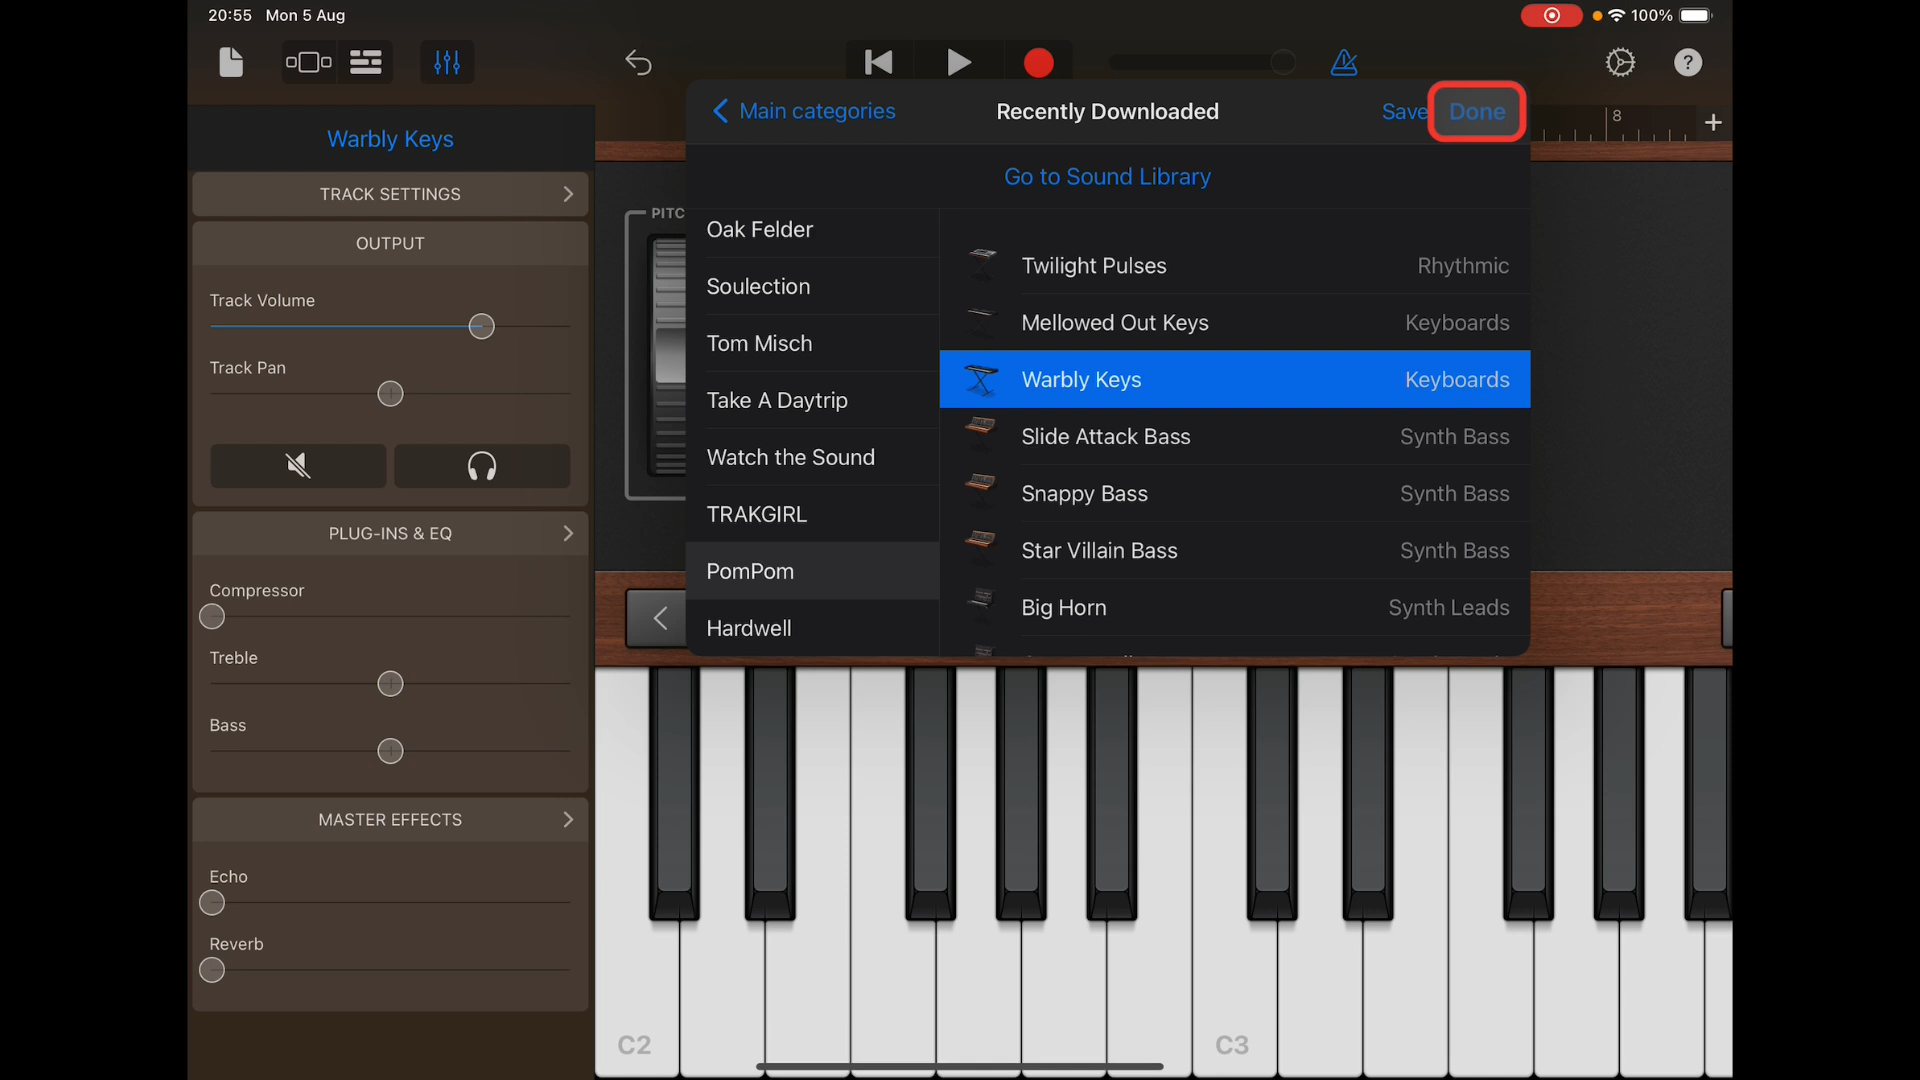 20:55 Mon 5 Aug
100%
8
Warbly Keys
TRACK SETTINGS
OUTPUT
Track Volume
Track Pan
PLUG-INS & EQ
Compressor
Treble
Bass
MASTER EFFECTS
Echo
Reverb
Main categories
Recently Downloaded
Save
Done
Go to Sound Library
PITC
Oak Felder
Soulection
Tom Misch
Take A Daytrip
Watch the Sound
TRAKGIRL
PomPom
Hardwell
Twilight Pulses Rhythmic
Mellowed Out Keys Keyboards
Warbly Keys Keyboards
Slide Attack Bass Synth Bass
Snappy Bass Synth Bass
Star Villain Bass Synth Bass
Big Horn Synth Leads
C2
C3